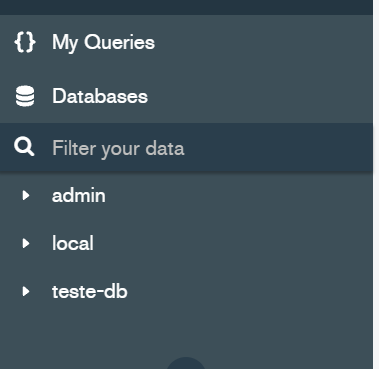 My Queries
Databases
Filter your data
admin
local
teste-db